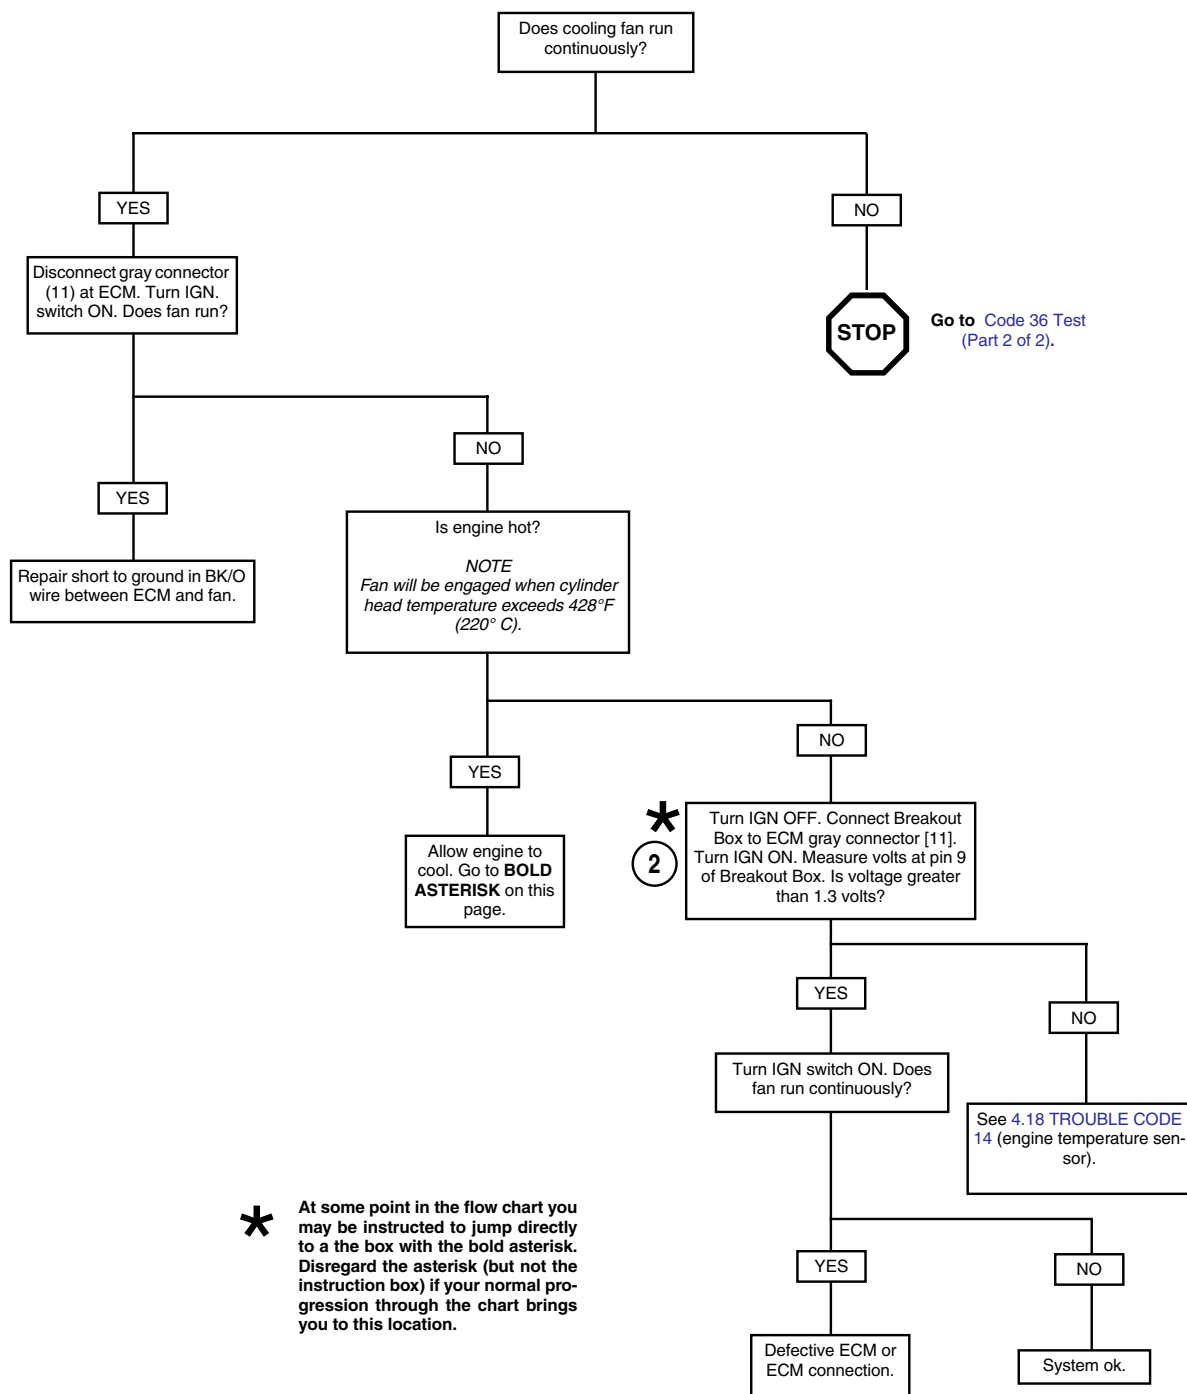 Does cooling fan run
continuously?
YES
NO
Disconnect gray connector
(11) at ECM. Turn IGN.
switch ON. Does fan run?
STOP
Go to Code 36 Test
(Part 2 of 2).
NO
YES
Repair short to ground in BK/O
wire between ECM and fan.
Is engine hot?
NOTE
Fan will be engaged when cylinder
head temperature exceeds 428°F
(220° C).
NO
YES
Allow engine to
cool. Go to BOLD
ASTERISK on this
page.
*
2
Turn IGN OFF. Connect Breakout
Box to ECM gray connector [11].
Turn IGN ON. Measure volts at pin 9
of Breakout Box. Is voltage greater
than 1.3 volts?
YES
NO
Turn IGN switch ON. Does
fan run continuously?
See 4.18 TROUBLE CODE
14 (engine temperature sen-
sor).
*
At some point in the flow chart you
may be instructed to jump directly
to a the box with the bold asterisk.
Disregard the asterisk (but not the
instruction box) if your normal pro-
gression through the chart brings
you to this location.
YES
NO
Defective ECM or
ECM connection.
System ok.